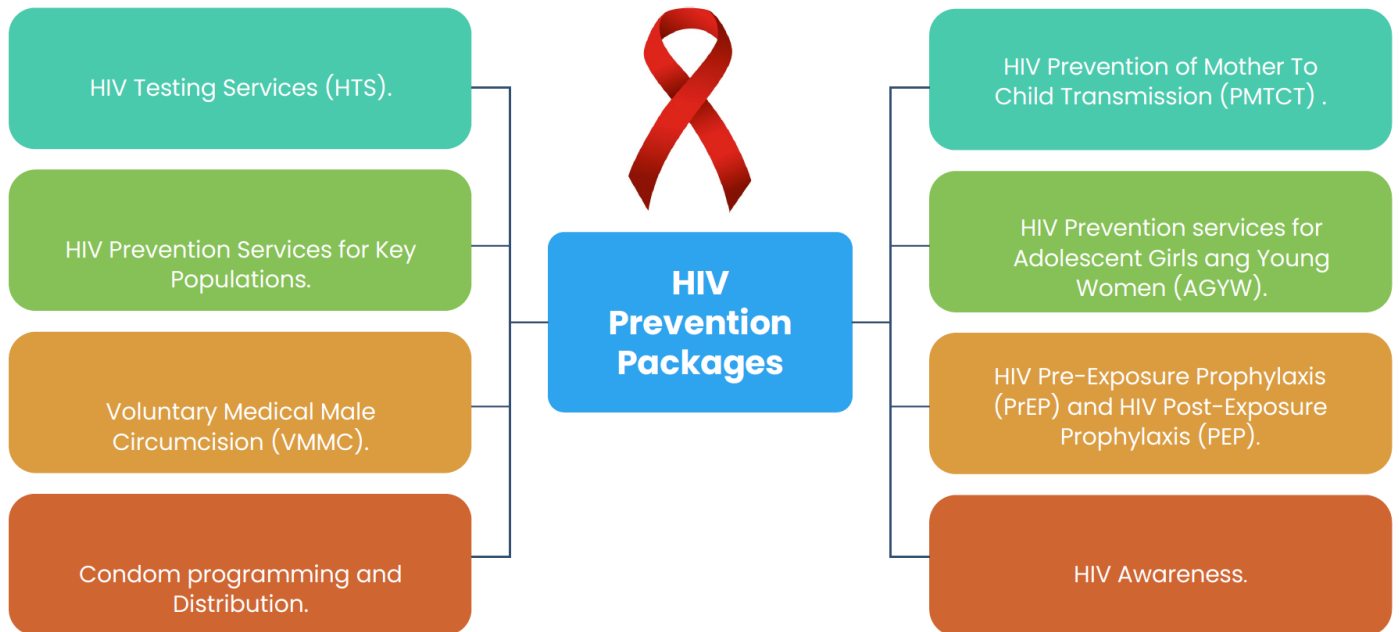 HIV Testing Services (HTS).
HIV Prevention Services for Key
Populations.
Voluntary Medical Male
Circumcision (VMMC).
Condom programming and
Distribution.
HIV
Prevention
Packages
HIV Prevention of Mother To
Child Transmission (PMTCT) .
HIV Prevention services for
Adolescent Girls ang Young
Women (AGYW).
HIV Pre-Exposure Prophylaxis
(PrEP) and HIV Post-Exposure
Prophylaxis (PEP).
HIV Awareness.